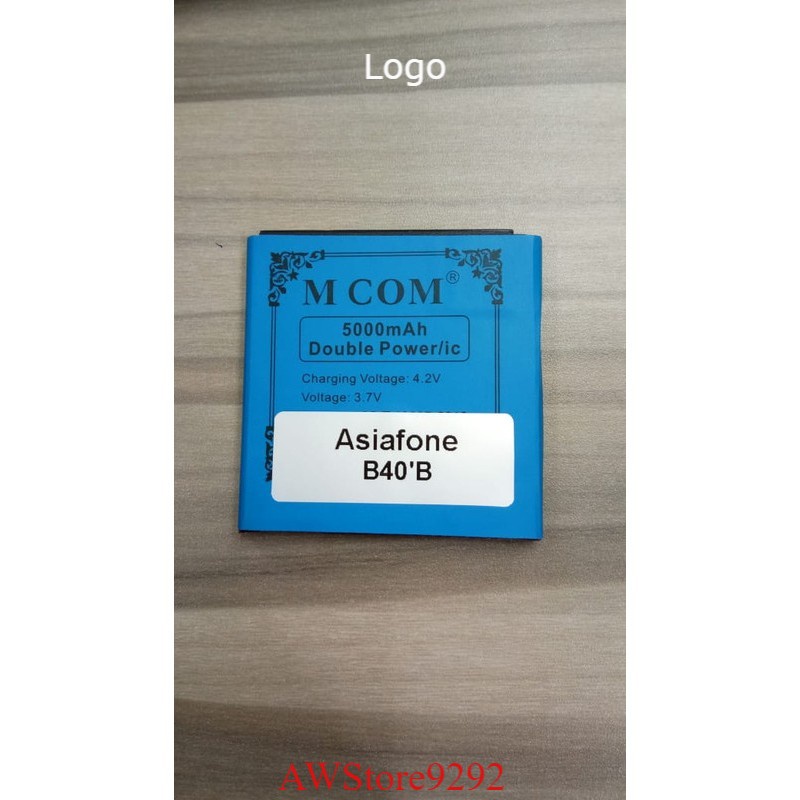 Logo
M COM®
5000mAh
Double Power/ic
Charging Voltage: 4.2V
Voltage: 3.7V
Asiafone
B40'B
AWStore9292